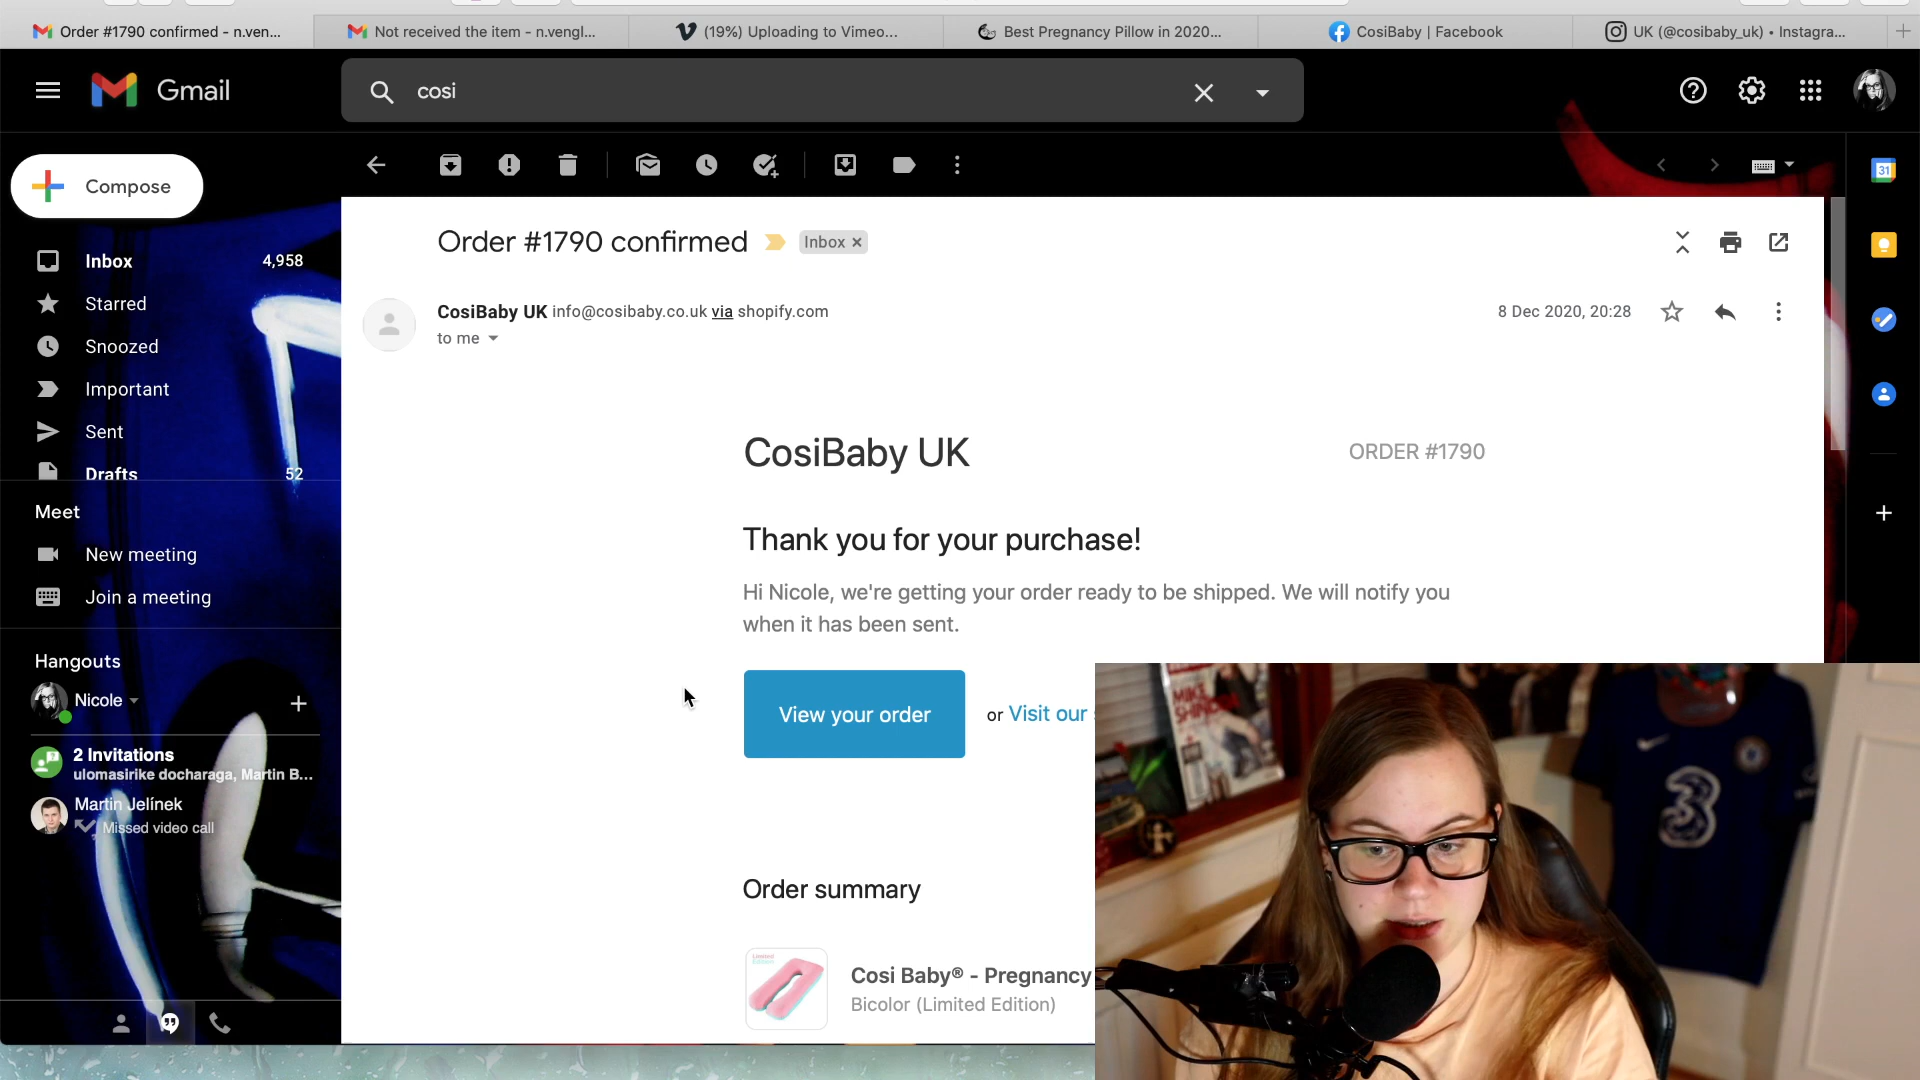 Order #1790 confirmed - n.ven...
Not received the item - n.vengl...
(19%) Uploading to Vimeo...
Best Pregnancy Pillow in 2020...
CosiBaby | Facebook
UK (@cosibaby_uk) • Instagra...
Gmail
cosi
Compose
Inbox 4,958
Starred
Snoozed
Important
Sent
Drafts 52
Meet
New meeting
Join a meeting
Hangouts
Nicole
2 Invitations
ulomasirike docharaga, Martin B...
Martin Jelínek
Missed video call
Order #1790 confirmed
Inbox ×
CosiBaby UK info@cosibaby.co.uk via shopify.com
8 Dec 2020, 20:28
to me
31
CosiBaby UK
ORDER #1790
Thank you for your purchase!
Hi Nicole, we're getting your order ready to be shipped. We will notify you
when it has been sent.
View your order
or Visit our
Order summary
Limited
Edition
Cosi Baby® - Pregnancy
Bicolor (Limited Edition)
MIKE
SHINODA
3